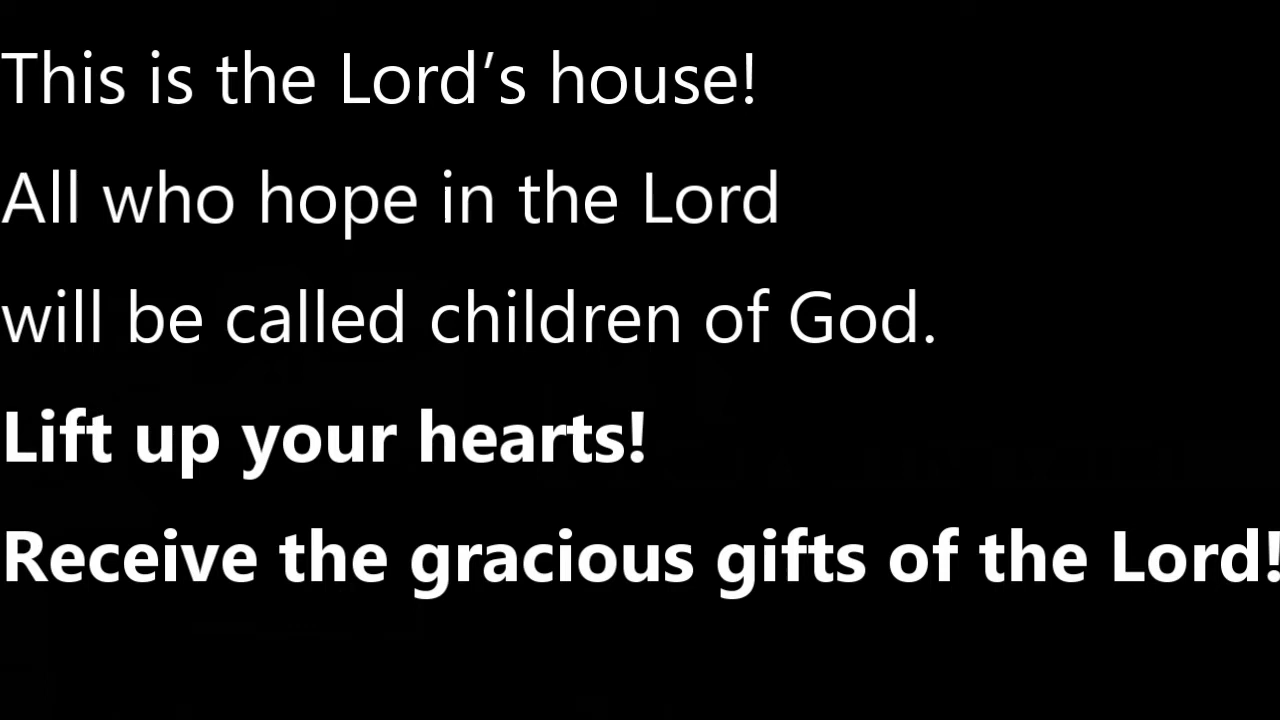 This is the Lord’s house!
All who hope in the Lord
will be called children of God.
Lift up your hearts!
Receive the gracious gifts of the Lord!